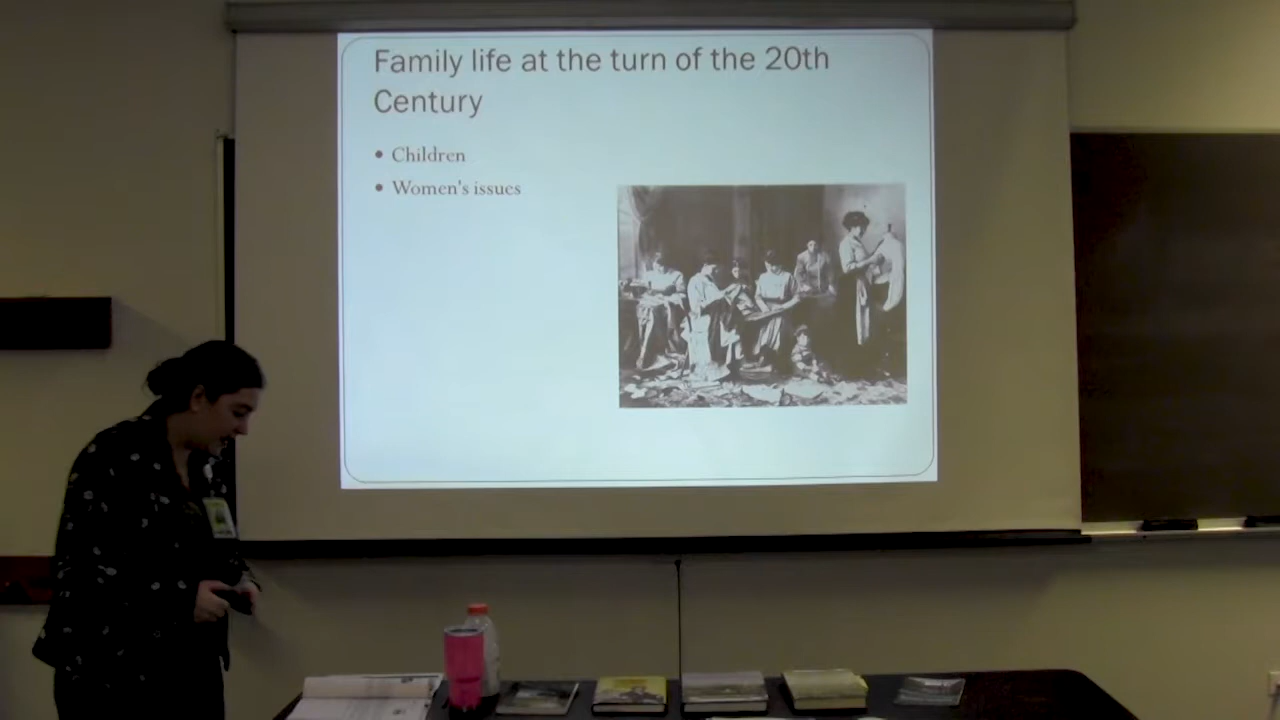 Family life at the turn of the 20th
Century
• Children
• Women's issues